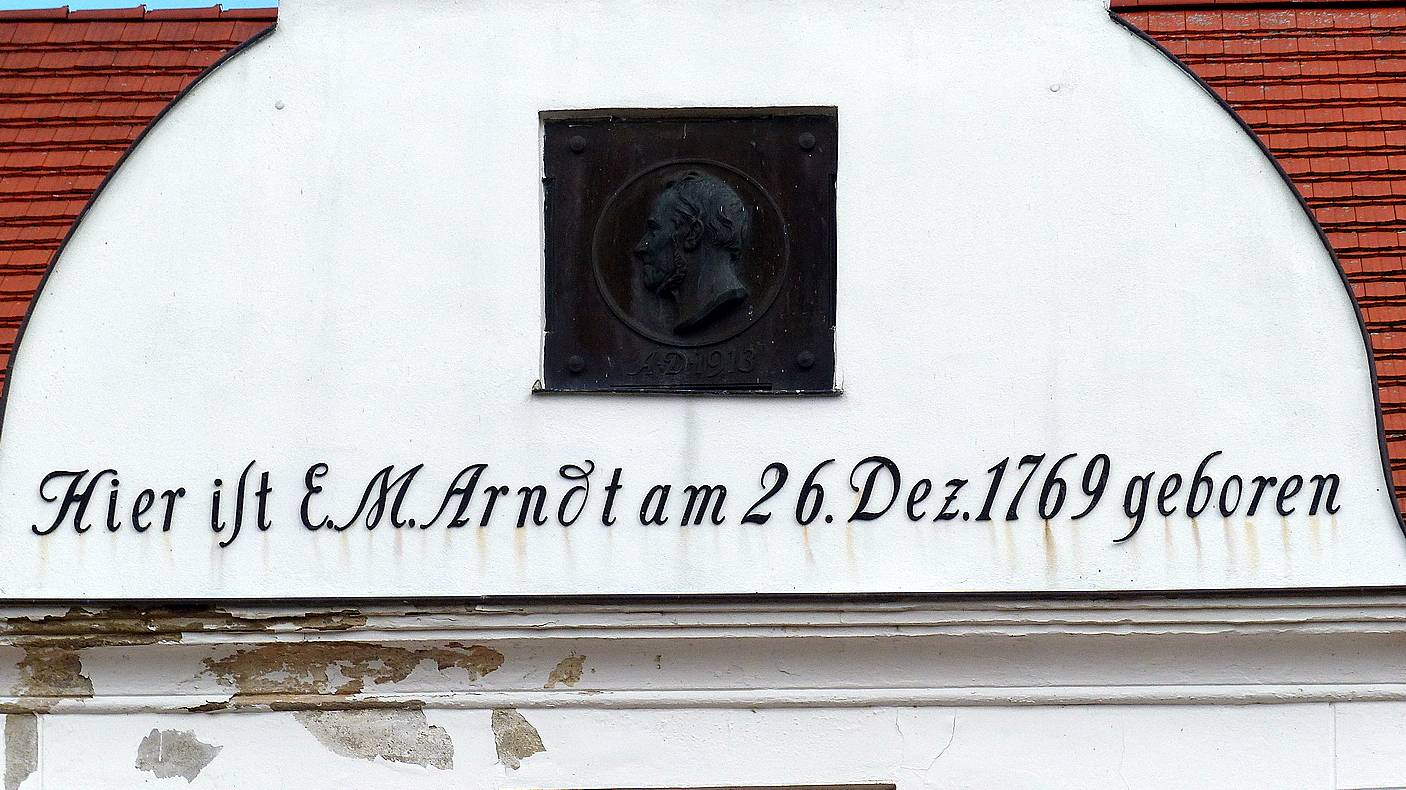 A·D·1913
Hier iſt E.M.Arndt am 26.Dez.1769 geboren